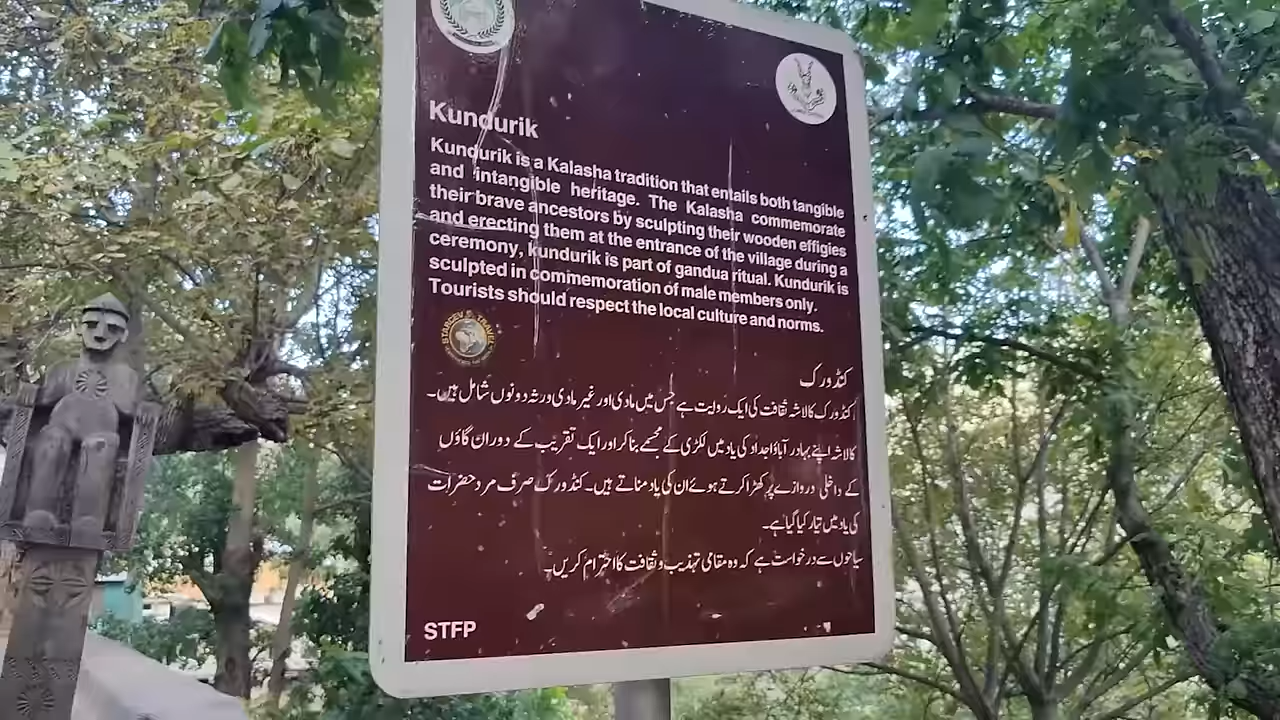 Kundurik
Kundurik is a Kalasha tradition that entails both tangible
and intangible heritage. The Kalasha commemorate
their brave ancestors by sculpting their wooden effigies
and erecting them at the entrance of the village during a
ceremony, kundurik is part of gandua ritual. Kundurik is
sculpted in commemoration of male members only.
Tourists should respect the local culture and norms.
کنڈورک
کنڈورک کالاشہ ثقافت کی ایک روایت ہے جس میں مادی اور غیر مادی ورثہ دونوں شامل ہیں۔
کالاشہ اپنے بہادر آباؤاجداد کی یاد میں لکڑی کے مجسمے بنا کر اور ایک تقریب کے دوران گاؤں
کے داخلی دروازے پر کھڑا کرتے ہوئے ان کی یاد مناتے ہیں۔ کنڈورک صرف مرد حضرات
کی یاد میں تیار کیا گیا ہے۔
سیاحوں سے درخواست ہے کہ وہ مقامی تہذیب و ثقافت کا احترام کریں۔
STFP